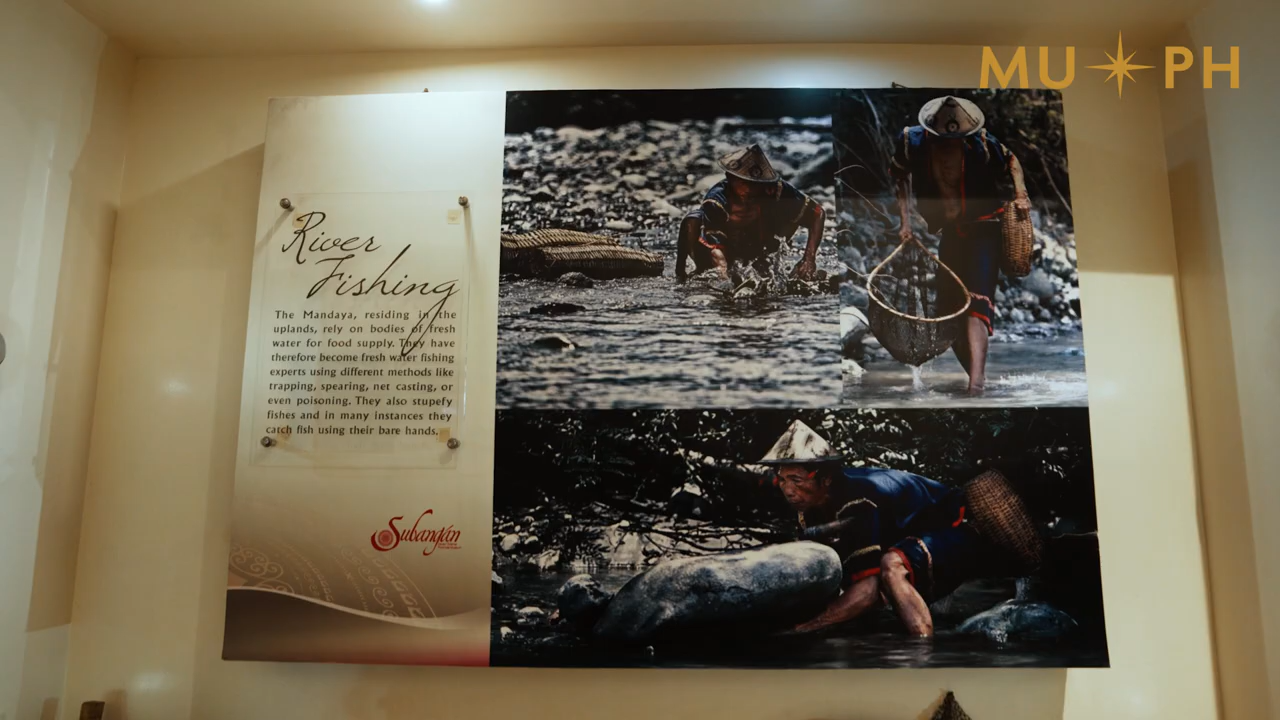 MU PH
River
Fishing
The Mandaya, residing in the
uplands, rely on bodies of fresh
water for food supply. They have
therefore become fresh water fishing
experts using different methods like
trapping, spearing, net casting, or
even poisoning. They also stupefy
fishes and in many instances they
catch fish using their bare hands.
Subangan